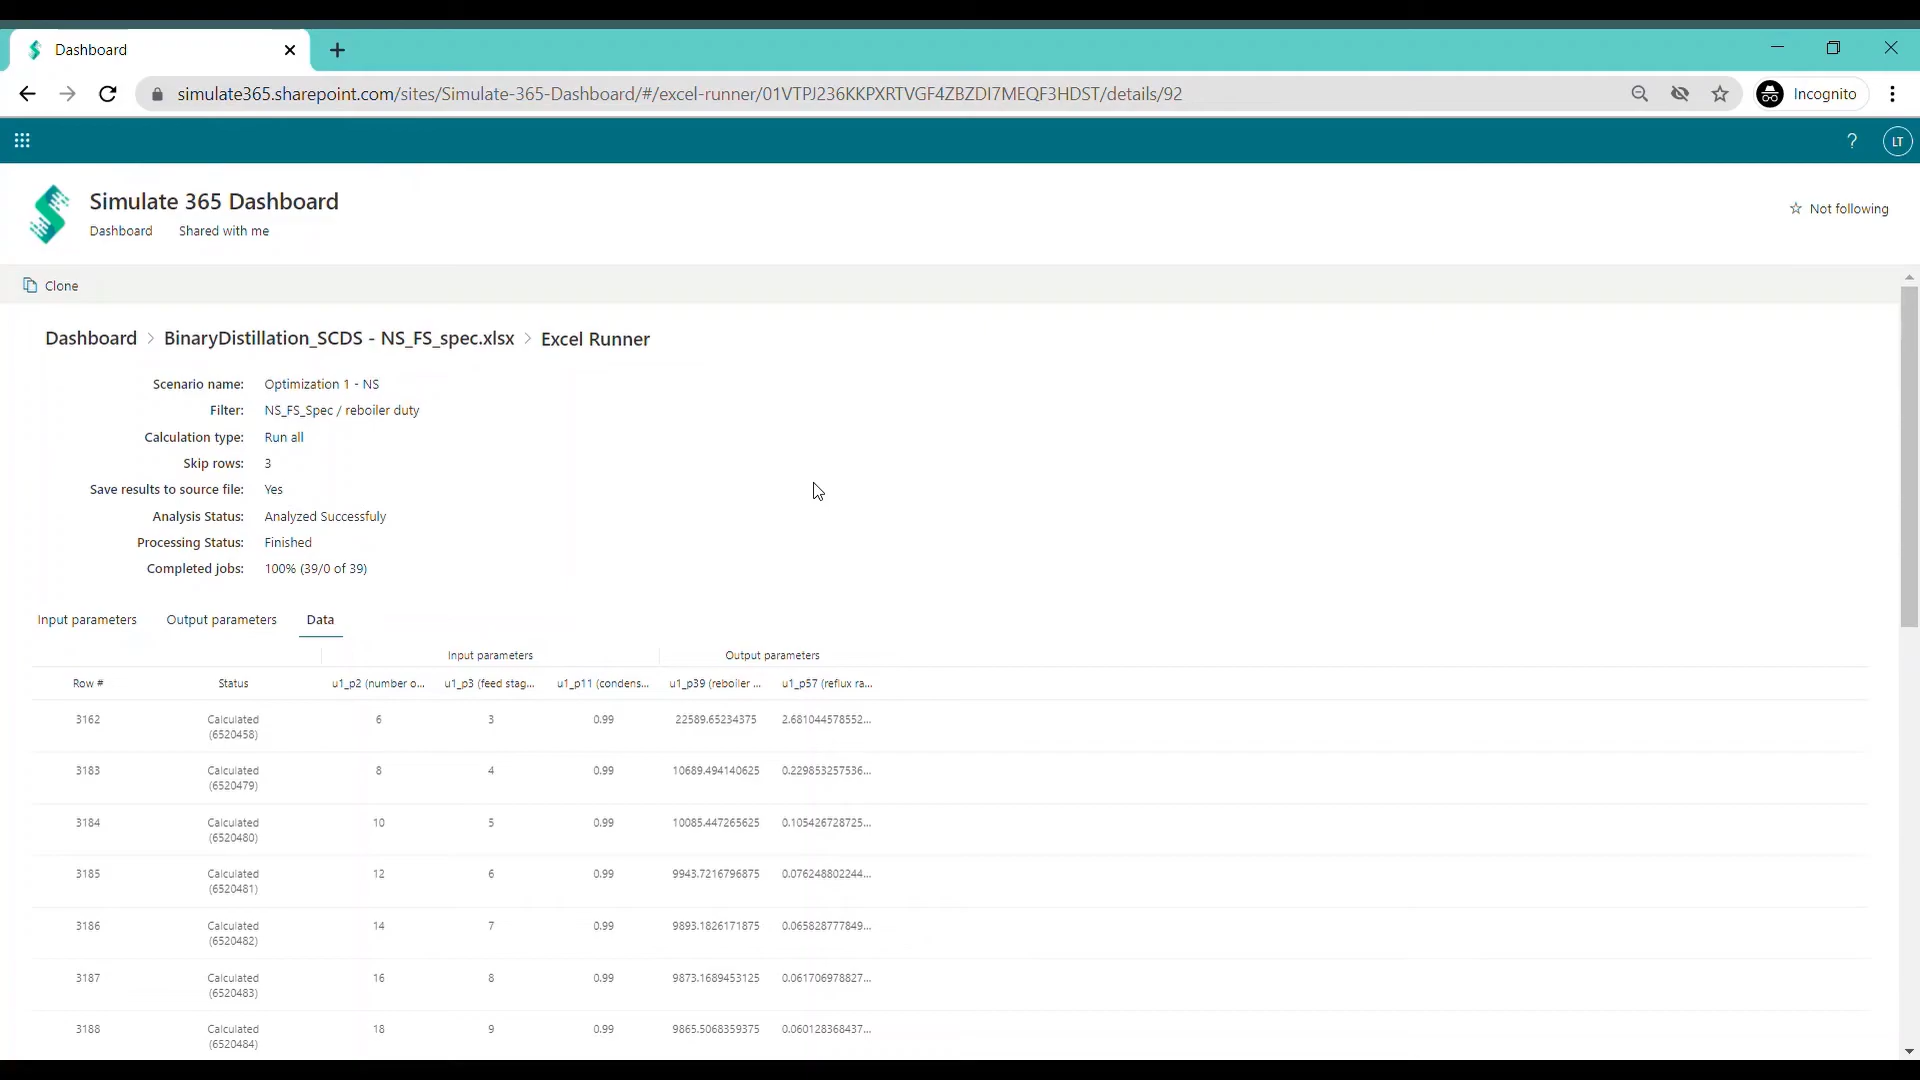 Dashboard
simulate365.sharepoint.com/sites/Simulate-365-Dashboard/#/excel-runner/01VTPJ236KKPXRTVGF4ZBZDI7MEQF3HDST/details/92
Incognito
? LT
Simulate 365 Dashboard
Dashboard Shared with me
Not following
Clone
Dashboard > BinaryDistillation_SCDS - NS_FS_spec.xlsx > Excel Runner
Scenario name: Optimization 1 - NS
Filter: NS_FS_Spec / reboiler duty
Calculation type: Run all
Skip rows: 3
Save results to source file: Yes
Analysis Status: Analyzed Successfuly
Processing Status: Finished
Completed jobs: 100% (39/0 of 39)
Input parameters Output parameters Data
Input parameters Output parameters
Row # Status u1_p2 (number o... u1_p3 (feed stag... u1_p11 (condens... u1_p39 (reboiler ... u1_p57 (reflux ra...
3162 Calculated (6520458) 6 3 0.99 22589.65234375 2.681044578552...
3183 Calculated (6520479) 8 4 0.99 10689.494140625 0.229853257536...
3184 Calculated (6520480) 10 5 0.99 10085.447265625 0.105426728725...
3185 Calculated (6520481) 12 6 0.99 9943.7216796875 0.076248802244...
3186 Calculated (6520482) 14 7 0.99 9893.1826171875 0.065828777849...
3187 Calculated (6520483) 16 8 0.99 9873.1689453125 0.061706978827...
3188 Calculated (6520484) 18 9 0.99 9865.5068359375 0.060128368437...